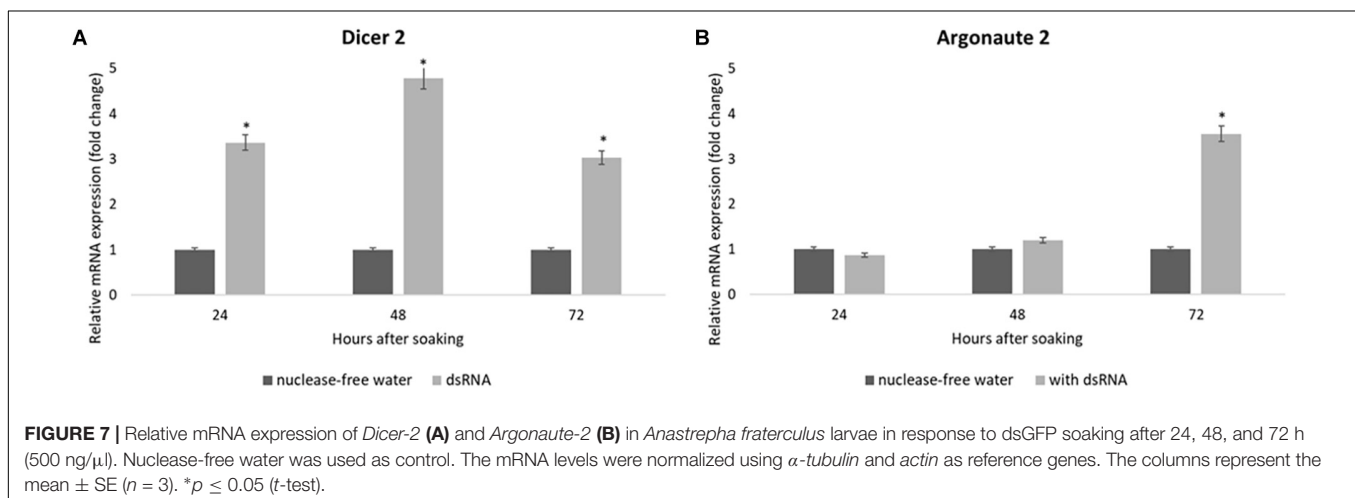 A
Dicer 2
Relative mRNA expression (fold change)
5
4
3
2
1
0
*
*
*
24
48
72
Hours after soaking
nuclease-free water
dsRNA
B
Argonaute 2
Relative mRNA expression (fold change)
5
4
3
2
1
0
*
24
48
72
Hours after soaking
nuclease-free water
with dsRNA
FIGURE 7 | Relative mRNA expression of Dicer-2 (A) and Argonaute-2 (B) in Anastrepha fraterculus larvae in response to dsGFP soaking after 24, 48, and 72 h
(500 ng/μl). Nuclease-free water was used as control. The mRNA levels were normalized using α-tubulin and actin as reference genes. The columns represent the
mean ± SE (n = 3). *p ≤ 0.05 (t-test).